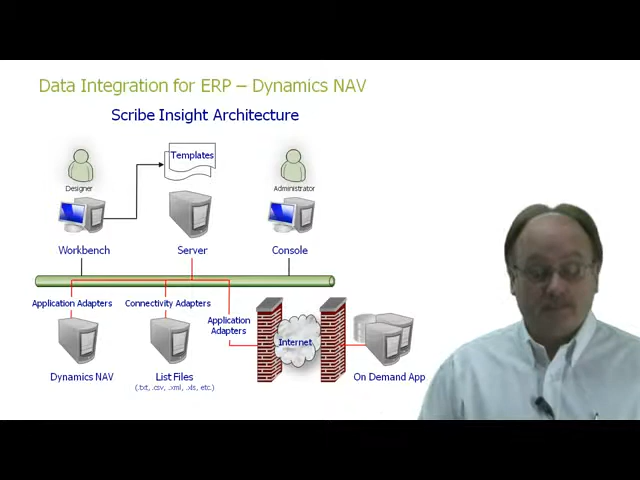 Data Integration for ERP – Dynamics NAV
Scribe Insight Architecture
Templates
Designer
Administrator
Workbench
Server
Console
Application Adapters
Connectivity Adapters
Application
Adapters
Internet
Dynamics NAV
List Files
(.txt, .csv, .xml, .xls, etc.)
On Demand App